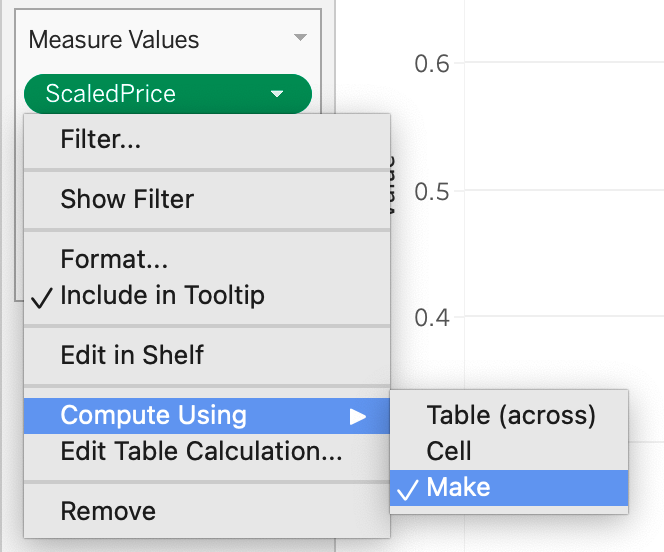 Measure Values
ScaledPrice
Filter...
Show Filter
Format...
Include in Tooltip
Edit in Shelf
Compute Using
Edit Table Calculation...
Remove
Table (across)
Cell
Make
0.6
0.5
0.4